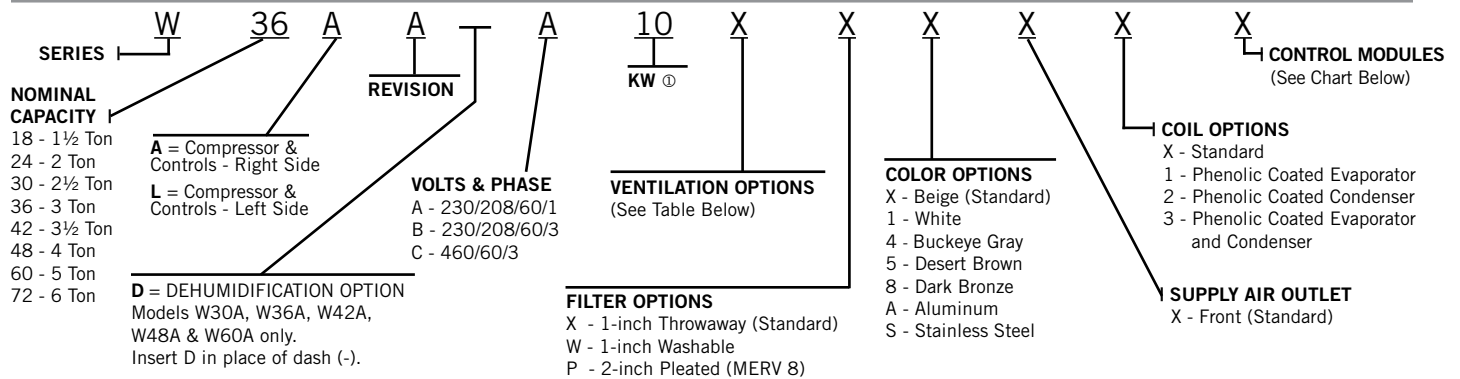 W 36 A A — A 10 X X X X X X
SERIES
NOMINAL
CAPACITY
18 - 1½ Ton
24 - 2 Ton
30 - 2½ Ton
36 - 3 Ton
42 - 3½ Ton
48 - 4 Ton
60 - 5 Ton
72 - 6 Ton
A = Compressor &
Controls - Right Side
L = Compressor &
Controls - Left Side
REVISION
D = DEHUMIDIFICATION OPTION
Models W30A, W36A, W42A,
W48A & W60A only.
Insert D in place of dash (-).
VOLTS & PHASE
A - 230/208/60/1
B - 230/208/60/3
C - 460/60/3
KW ①
VENTILATION OPTIONS
(See Table Below)
FILTER OPTIONS
X - 1-inch Throwaway (Standard)
W - 1-inch Washable
P - 2-inch Pleated (MERV 8)
COLOR OPTIONS
X - Beige (Standard)
1 - White
4 - Buckeye Gray
5 - Desert Brown
8 - Dark Bronze
A - Aluminum
S - Stainless Steel
SUPPLY AIR OUTLET
X - Front (Standard)
COIL OPTIONS
X - Standard
1 - Phenolic Coated Evaporator
2 - Phenolic Coated Condenser
3 - Phenolic Coated Evaporator
and Condenser
CONTROL MODULES
(See Chart Below)